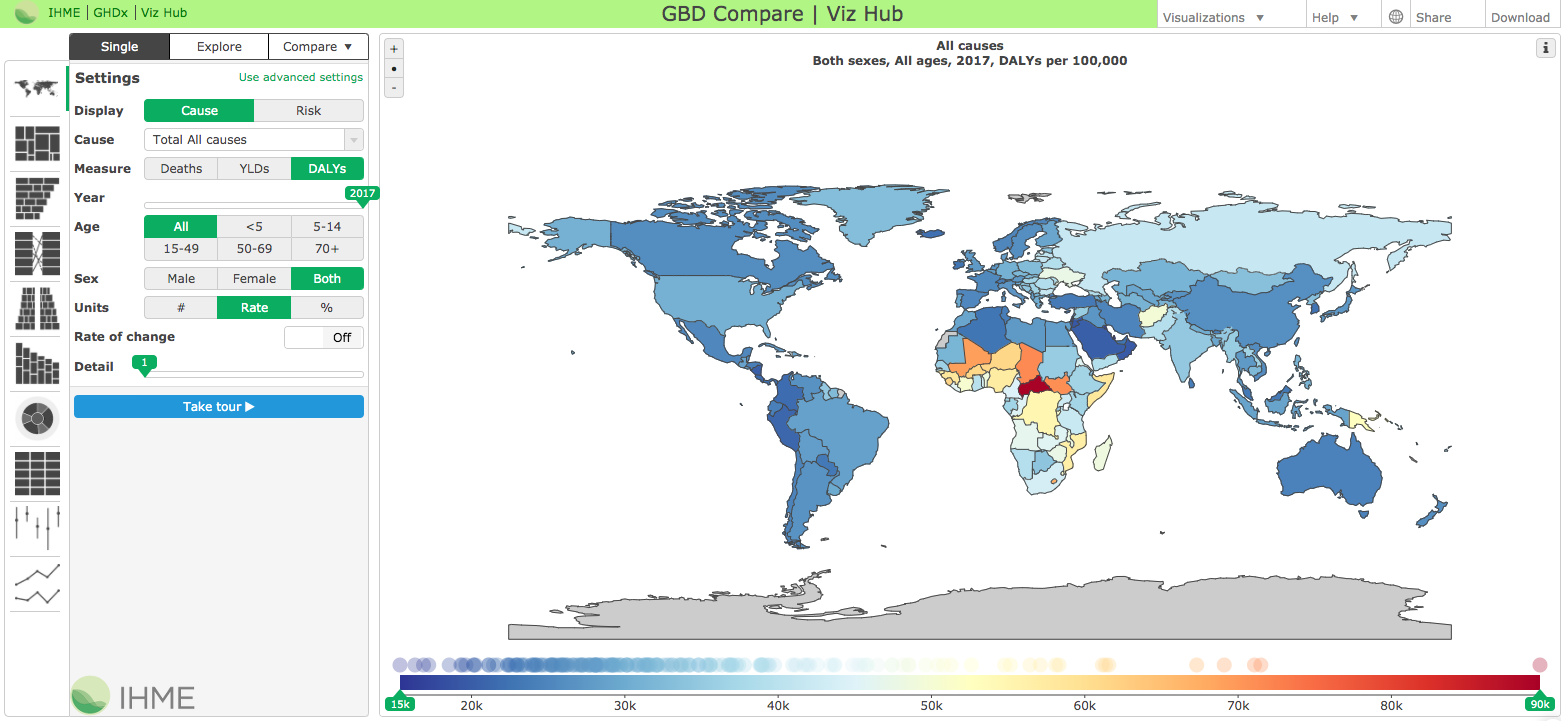 IHME | GHDx | Viz Hub
GBD Compare | Viz Hub
Visualizations ▼
Help ▼
Share
Download
Single
Explore
Compare ▼
Settings
Use advanced settings
Display
Cause
Risk
Cause
Total All causes
Measure
Deaths
YLDs
DALYs
Year
2017
Age
All
<5
5-14
15-49
50-69
70+
Sex
Male
Female
Both
Units
#
Rate
%
Rate of change
Off
Detail
1
Take tour ▶
IHME
+
-
All causes
Both sexes, All ages, 2017, DALYs per 100,000
i
15k
20k
30k
40k
50k
60k
70k
80k
90k